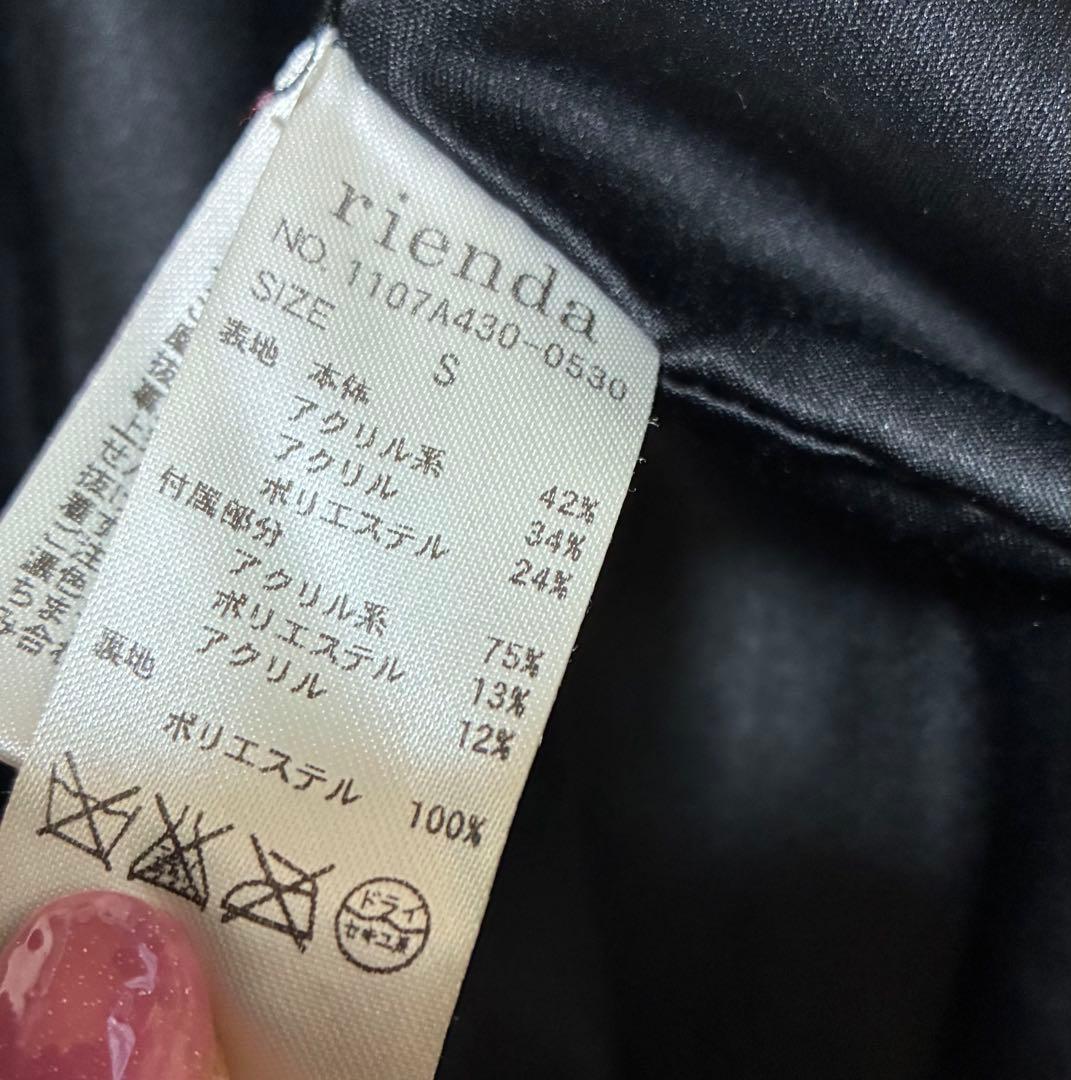 rienda
NO. 1107A430-0530
SIZE S
表地 本体
アクリル系 42%
アクリル 34%
ポリエステル 24%
付属部分
アクリル系 75%
ポリエステル 13%
アクリル 12%
裏地
ポリエステル 100%
ドライ
セキユ系